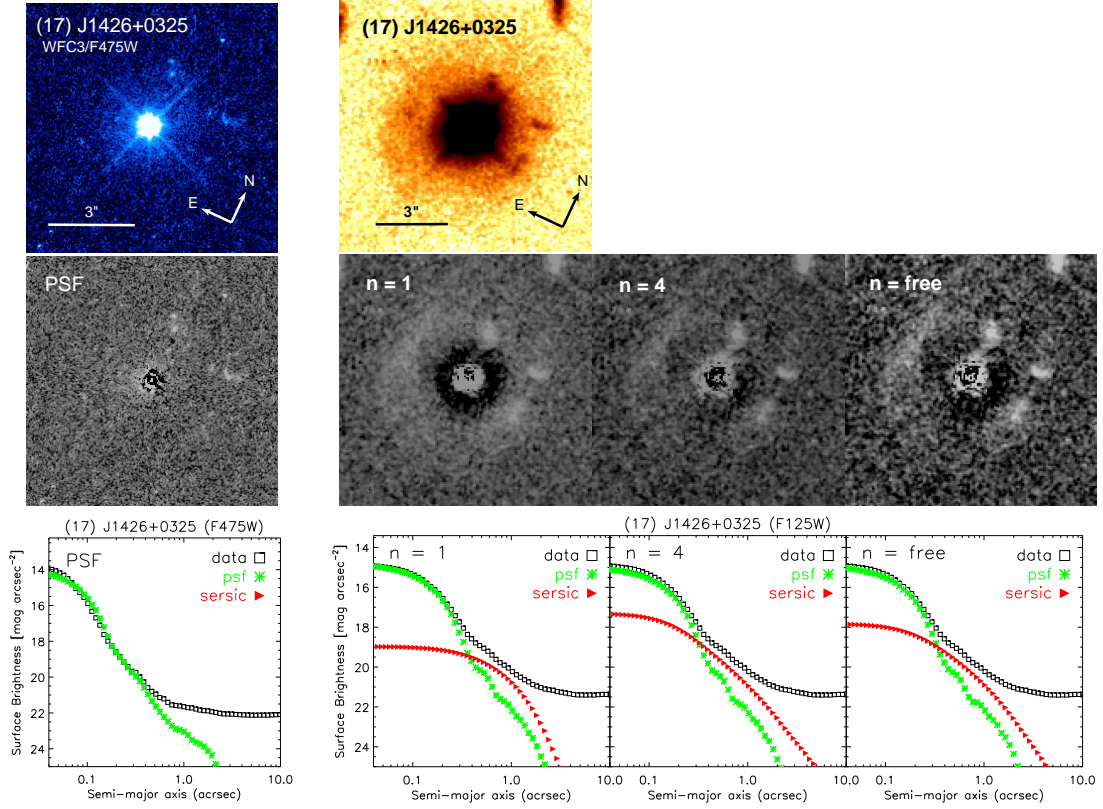 (17) J1426+0325
WFC3/F475W
N
E
3"
(17) J1426+0325
N
E
3"
PSF
n = 1
n = 4
n = free
(17) J1426+0325 (F475W)
PSF
data
psf
sersic
14
16
18
20
22
24
Surface Brightness [mag arcsec⁻²]
0.1
1.0
10.0
Semi-major axis (acrsec)
(17) J1426+0325 (F125W)
n = 1
data
psf
sersic
n = 4
data
psf
sersic
n = free
data
psf
sersic
14
16
18
20
22
24
Surface Brightness [mag arcsec⁻²]
0.1
1.0
10.0
0.1
1.0
10.0
0.1
1.0
10.0
Semi-major axis (acrsec)
Semi-major axis (acrsec)
Semi-major axis (acrsec)